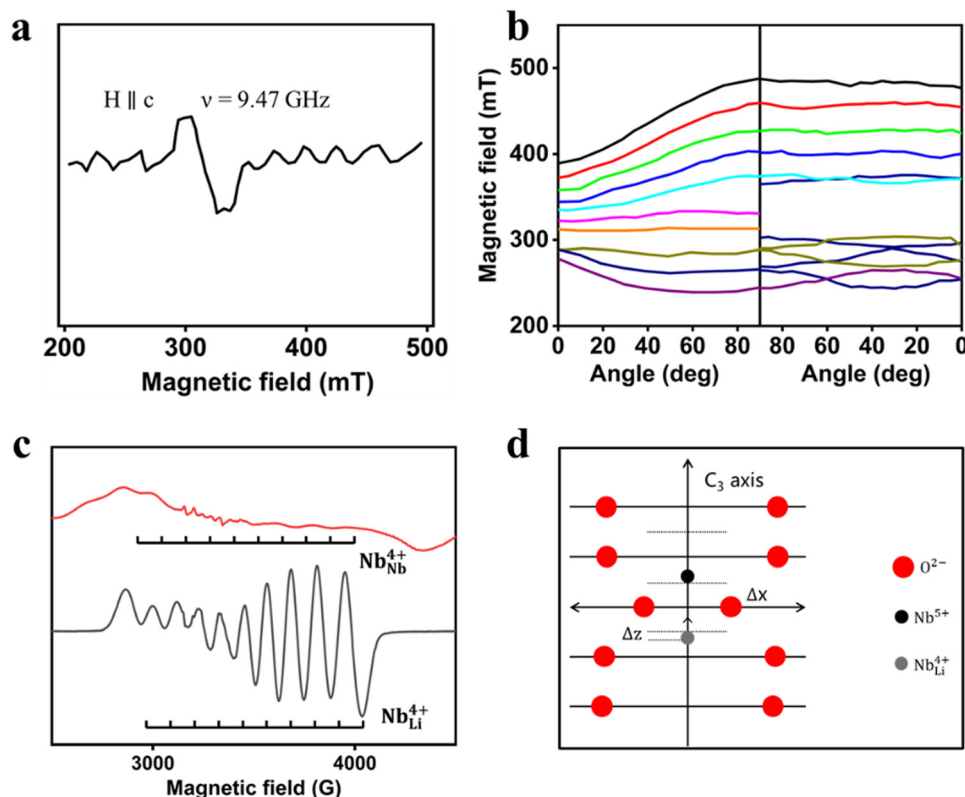 a
H ∥ c ν = 9.47 GHz
200 300 400 500
Magnetic field (mT)
b
Magnetic field (mT)
500
400
300
200
0 20 40 60 80 80 60 40 20 0
Angle (deg) Angle (deg)
c
Nb⁴⁺Nb
Nb⁴⁺Li
3000 4000
Magnetic field (G)
d
C₃ axis
Δx
Δz
O²⁻
Nb⁵⁺
Nb⁴⁺Li